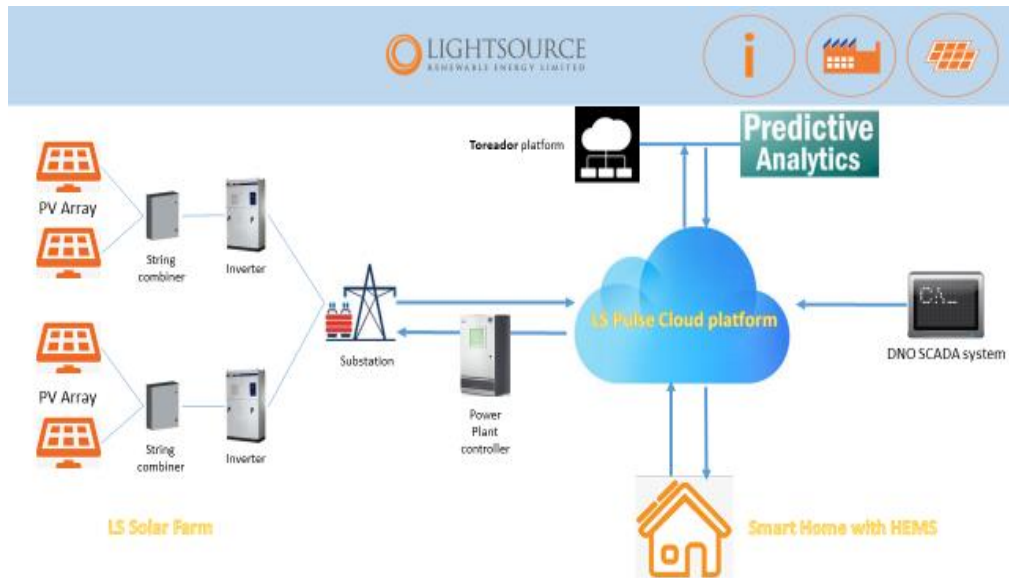 LIGHTSOURCE
RENEWABLE ENERGY LIMITED
i
Toreador platform
Predictive
Analytics
PV Array
String
combiner
Inverter
Substation
LS Pulse Cloud platform
C:\_
DNO SCADA system
PV Array
String
combiner
Inverter
Power
Plant
controller
LS Solar Farm
Smart Home with HEMS